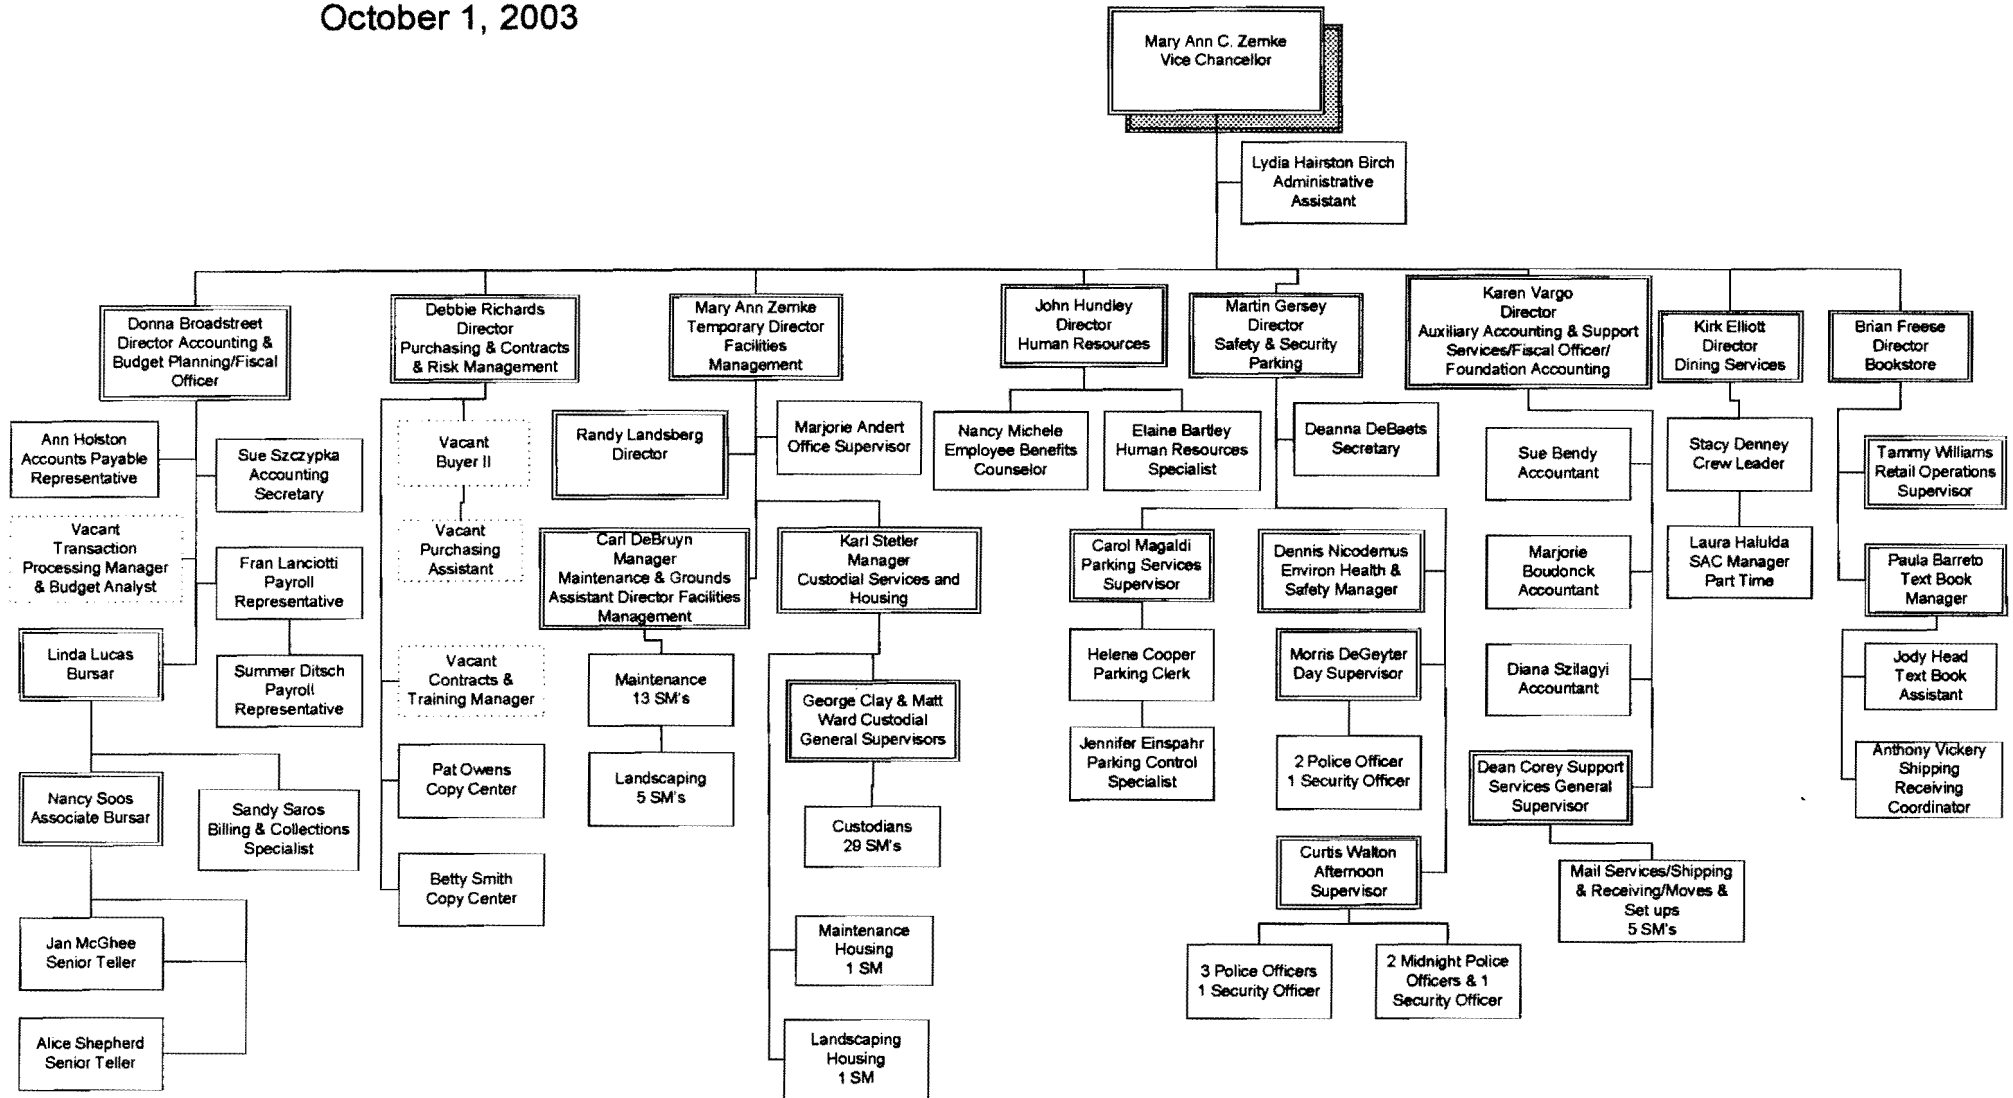 October 1, 2003
Mary Ann C. Zemke
Vice Chancellor
Lydia Hairston Birch
Administrative
Assistant
Donna Broadstreet
Director Accounting &
Budget Planning/Fiscal
Officer
Debbie Richards
Director
Purchasing & Contracts
& Risk Management
Mary Ann Zemke
Temporary Director
Facilities
Management
John Hundley
Director
Human Resources
Martin Gersey
Director
Safety & Security
Parking
Karen Vargo
Director
Auxiliary Accounting & Support
Services/Fiscal Officer/
Foundation Accounting
Kirk Elliott
Director
Dining Services
Brian Freese
Director
Bookstore
Ann Holston
Accounts Payable
Representative
Sue Szczypka
Accounting
Secretary
Vacant
Transaction
Processing Manager
& Budget Analyst
Fran Lanciotti
Payroll
Representative
Linda Lucas
Bursar
Summer Ditsch
Payroll
Representative
Nancy Soos
Associate Bursar
Sandy Saros
Billing & Collections
Specialist
Jan McGhee
Senior Teller
Alice Shepherd
Senior Teller
Vacant
Buyer II
Vacant
Purchasing
Assistant
Vacant
Contracts &
Training Manager
Pat Owens
Copy Center
Betty Smith
Copy Center
Randy Landsberg
Director
Marjorie Andert
Office Supervisor
Carl DeBruyn
Manager
Maintenance & Grounds
Assistant Director Facilities
Management
Karl Stetler
Manager
Custodial Services and
Housing
Maintenance
13 SM's
Landscaping
5 SM's
George Clay & Matt
Ward Custodial
General Supervisors
Custodians
29 SM's
Maintenance
Housing
1 SM
Landscaping
Housing
1 SM
Nancy Michele
Employee Benefits
Counselor
Elaine Bartley
Human Resources
Specialist
Deanna DeBaets
Secretary
Carol Magaldi
Parking Services
Supervisor
Helene Cooper
Parking Clerk
Jennifer Einspahr
Parking Control
Specialist
Dennis Nicodemus
Environ Health &
Safety Manager
Morris DeGeyter
Day Supervisor
2 Police Officer
1 Security Officer
Curtis Walton
Afternoon
Supervisor
3 Police Officers
1 Security Officer
2 Midnight Police
Officers & 1
Security Officer
Sue Bendy
Accountant
Marjorie
Boudonck
Accountant
Diana Szilagyi
Accountant
Dean Corey Support
Services General
Supervisor
Mail Services/Shipping
& Receiving/Moves &
Set ups
5 SM's
Stacy Denney
Crew Leader
Laura Halulda
SAC Manager
Part Time
Tammy Williams
Retail Operations
Supervisor
Paula Barreto
Text Book
Manager
Jody Head
Text Book
Assistant
Anthony Vickery
Shipping
Receiving
Coordinator